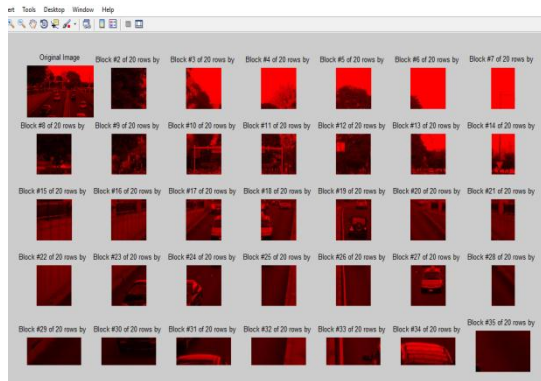 ert Tools Desktop Window Help
Original Image Block #2 of 20 rows by Block #3 of 20 rows by Block #4 of 20 rows by Block #5 of 20 rows by Block #6 of 20 rows by Block #7 of 20 rows by
Block #8 of 20 rows by Block #9 of 20 rows by Block #10 of 20 rows by Block #11 of 20 rows by Block #12 of 20 rows by Block #13 of 20 rows by Block #14 of 20 rows by
Block #15 of 20 rows by Block #16 of 20 rows by Block #17 of 20 rows by Block #18 of 20 rows by Block #19 of 20 rows by Block #20 of 20 rows by Block #21 of 20 rows by
Block #22 of 20 rows by Block #23 of 20 rows by Block #24 of 20 rows by Block #25 of 20 rows by Block #26 of 20 rows by Block #27 of 20 rows by Block #28 of 20 rows by
Block #29 of 20 rows by Block #30 of 20 rows by Block #31 of 20 rows by Block #32 of 20 rows by Block #33 of 20 rows by Block #34 of 20 rows by Block #35 of 20 rows by